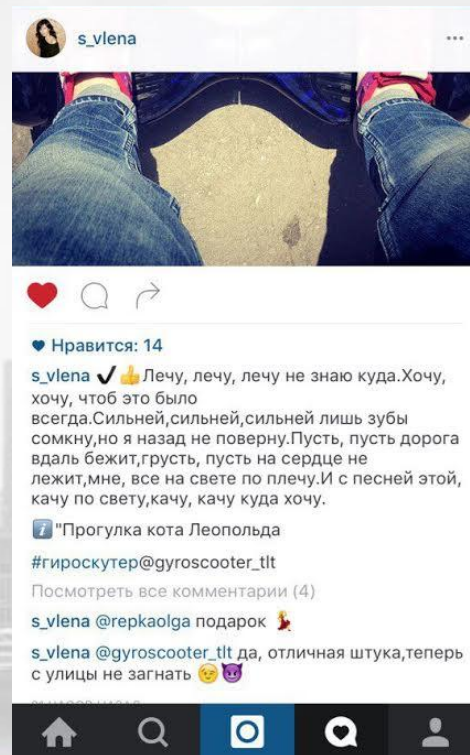 s_vlena
Нравится: 14
s_vlena Лечу, лечу, лечу не знаю куда.Хочу,
хочу, чтоб это было
всегда.Сильней,сильней,сильней лишь зубы
сомкну,но я назад не поверну.Пусть, пусть дорога
вдаль бежит,грусть, пусть на сердце не
лежит,мне, все на свете по плечу.И с песней этой,
качу по свету,качу, качу куда хочу.
"Прогулка кота Леопольда
#гироскутер@gyroscooter_tlt
Посмотреть все комментарии (4)
s_vlena @repkaolga подарок
s_vlena @gyroscooter_tlt да, отличная штука,теперь
с улицы не загнать